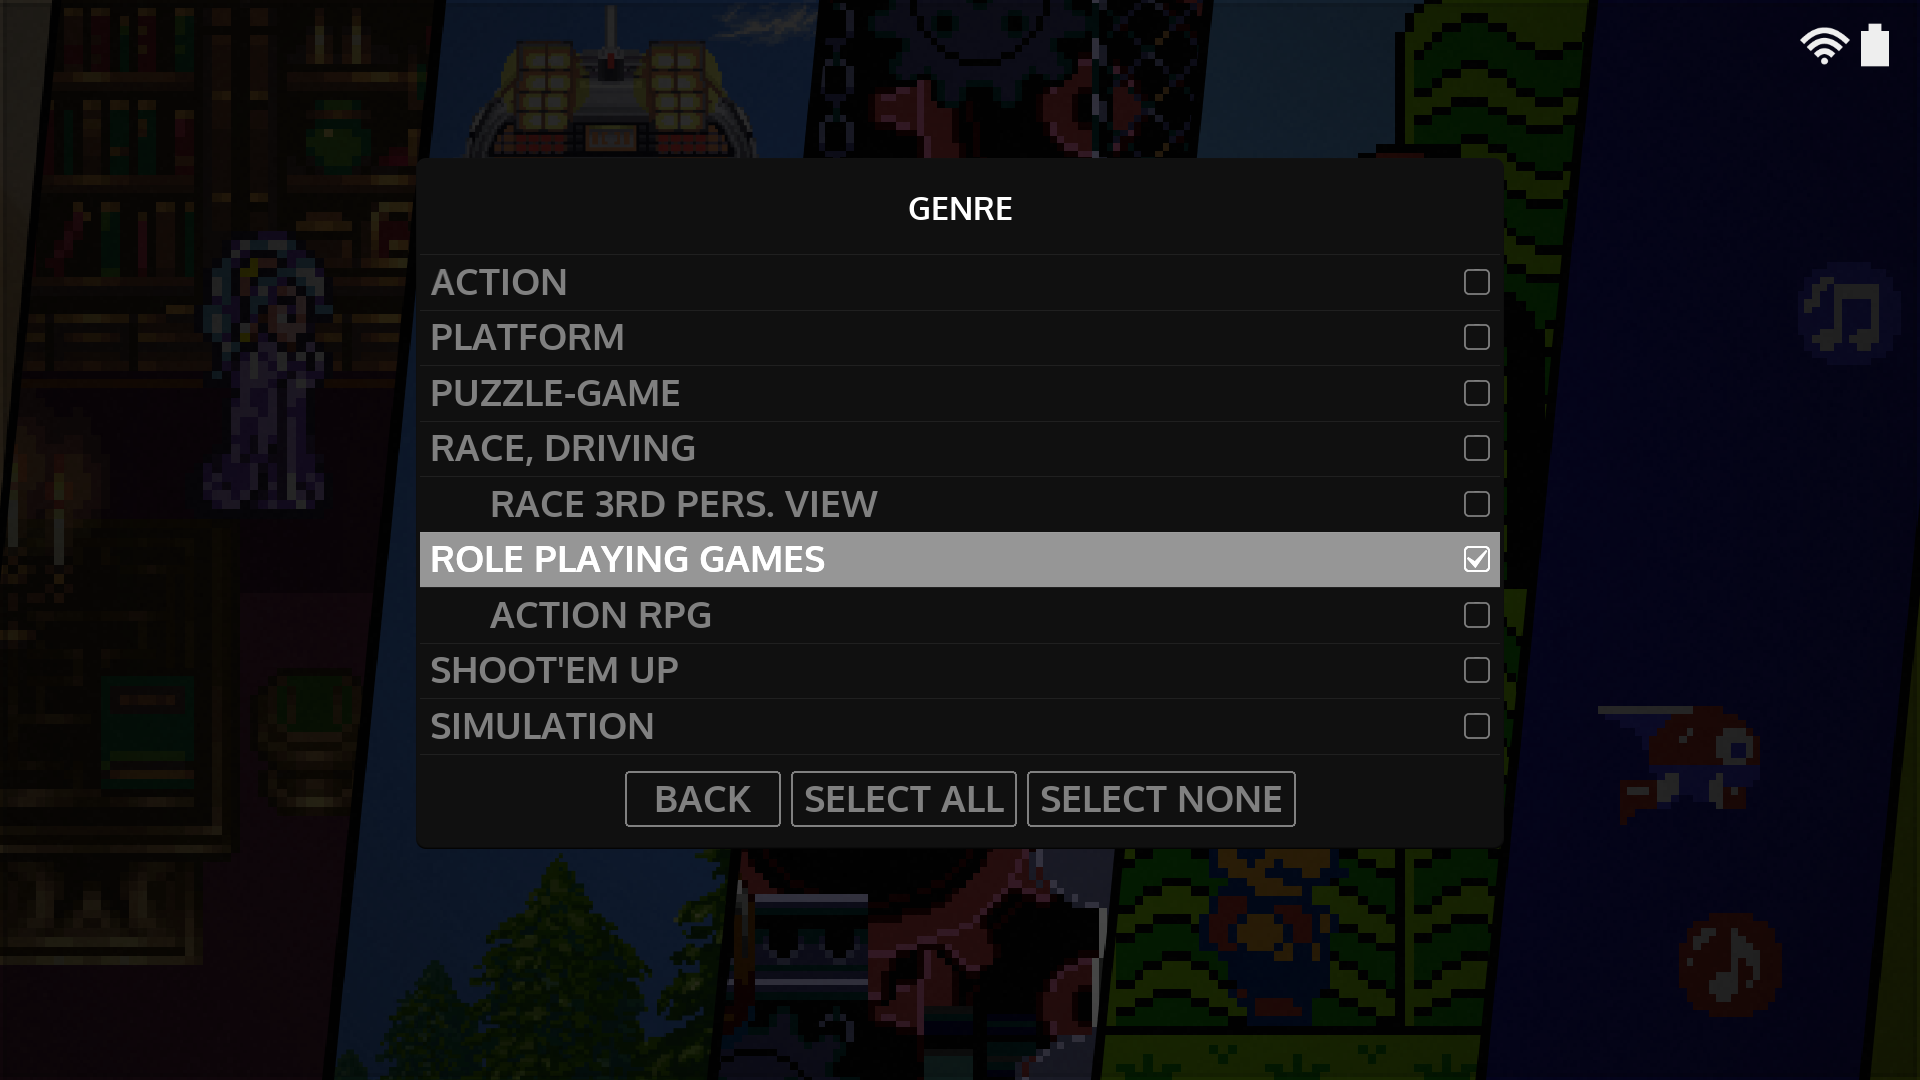 GENRE
ACTION
PLATFORM
PUZZLE-GAME
RACE, DRIVING
RACE 3RD PERS. VIEW
ROLE PLAYING GAMES
ACTION RPG
SHOOT'EM UP
SIMULATION
BACK SELECT ALL SELECT NONE